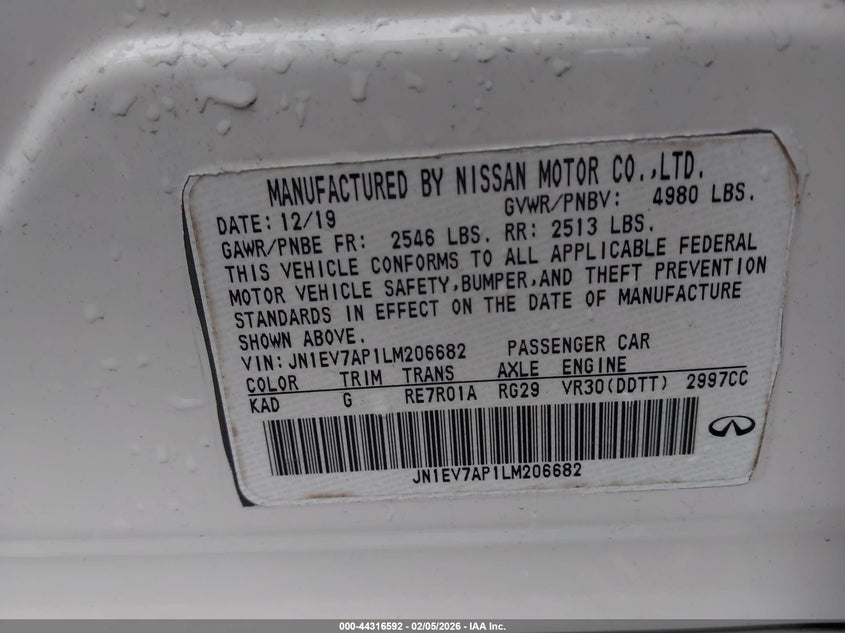 MANUFACTURED BY NISSAN MOTOR CO.,LTD.
DATE: 12/19 GVWR/PNBV: 4980 LBS.
GAWR/PNBE FR: 2546 LBS. RR: 2513 LBS.
THIS VEHICLE CONFORMS TO ALL APPLICABLE FEDERAL
MOTOR VEHICLE SAFETY,BUMPER,AND THEFT PREVENTION
STANDARDS IN EFFECT ON THE DATE OF MANUFACTURE
SHOWN ABOVE.
VIN: JN1EV7AP1LM206682 PASSENGER CAR
COLOR TRIM TRANS AXLE ENGINE
KAD G RE7R01A RG29 VR30(DDTT) 2997CC
JN1EV7AP1LM206682
000-44316592 - 02/05/2026 - IAA Inc.